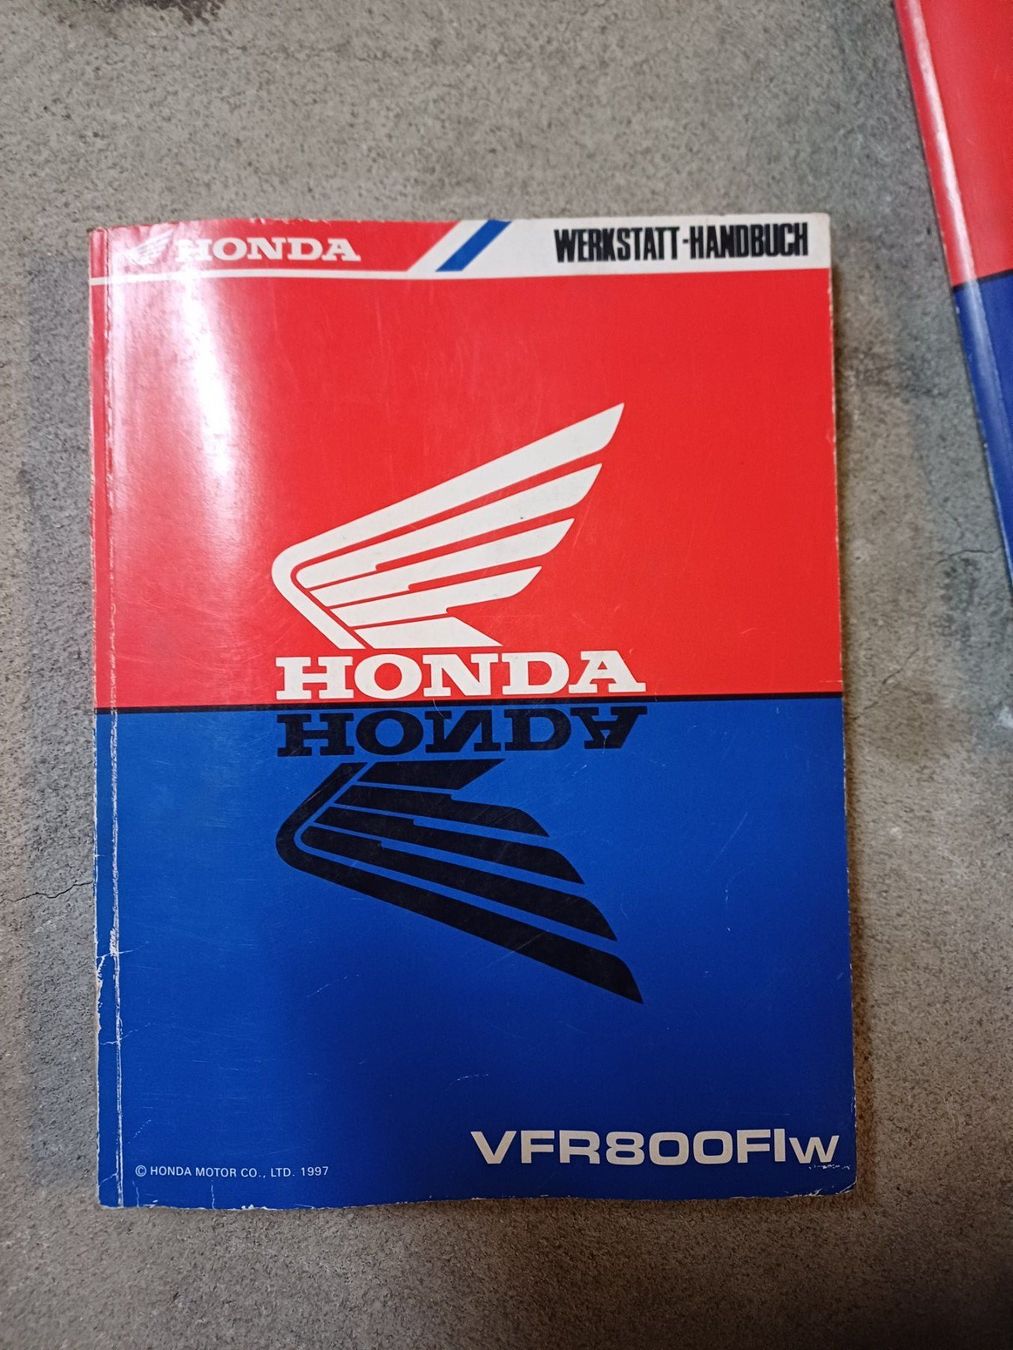 HONDA
WERKSTATT-HANDBUCH
HONDA
HONDA
VFR800FIW
© HONDA MOTOR CO., LTD. 1997